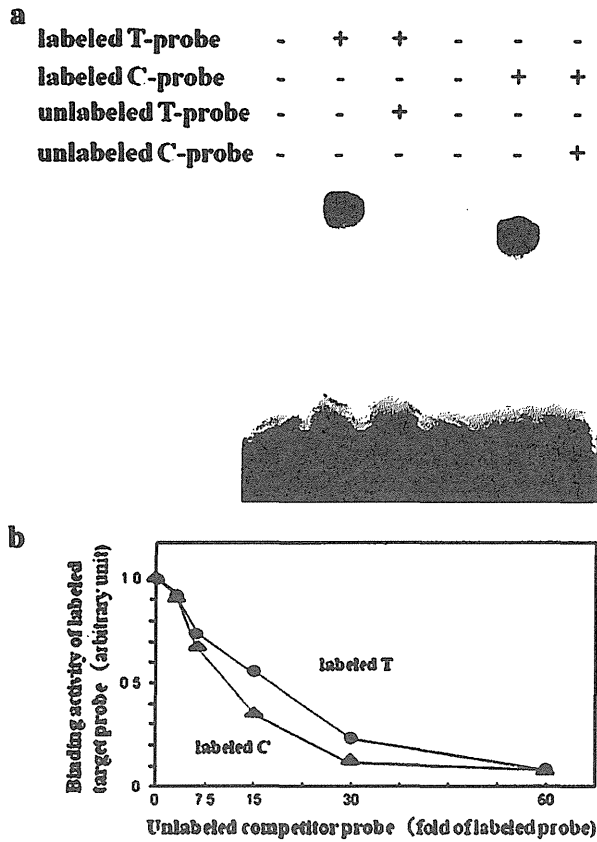 a
labeled T-probe - + + - - -
labeled C-probe - - - - + +
unlabeled T-probe - - + - - -
unlabeled C-probe - - - - - +
b
Binding activity of labeled
target probe (arbitrary unit)
1 0
0 5
0
labeled T
labeled C
0 7 5 15 30 60
Unlabeled competitor probe (fold of labeled probe)